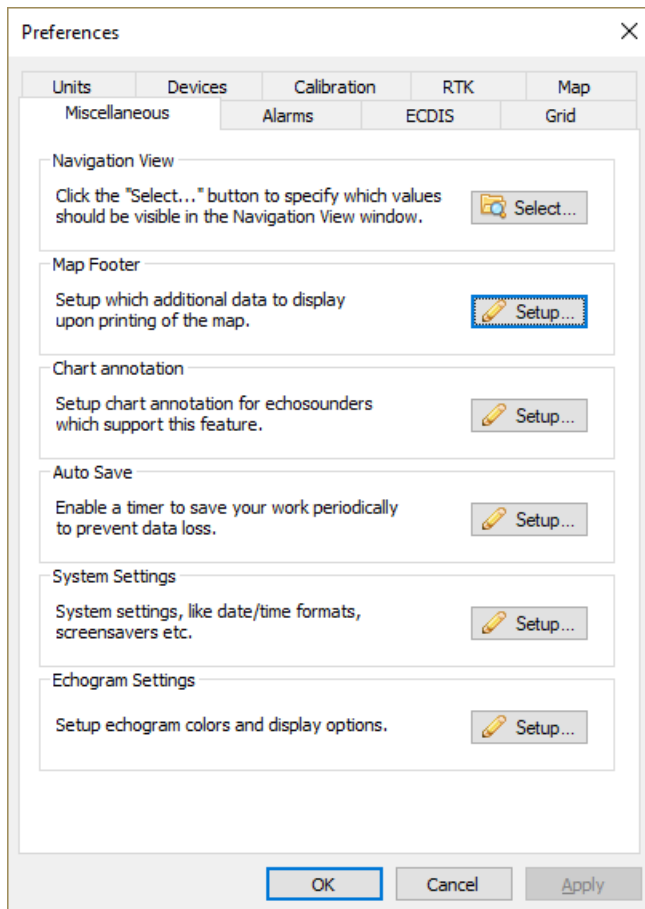 Preferences
Units Devices Calibration RTK Map
Miscellaneous Alarms ECDIS Grid
Navigation View
Click the "Select..." button to specify which values
should be visible in the Navigation View window.
Select...
Map Footer
Setup which additional data to display
upon printing of the map.
Setup...
Chart annotation
Setup chart annotation for echosounders
which support this feature.
Setup...
Auto Save
Enable a timer to save your work periodically
to prevent data loss.
Setup...
System Settings
System settings, like date/time formats,
screensavers etc.
Setup...
Echogram Settings
Setup echogram colors and display options.
Setup...
OK Cancel Apply